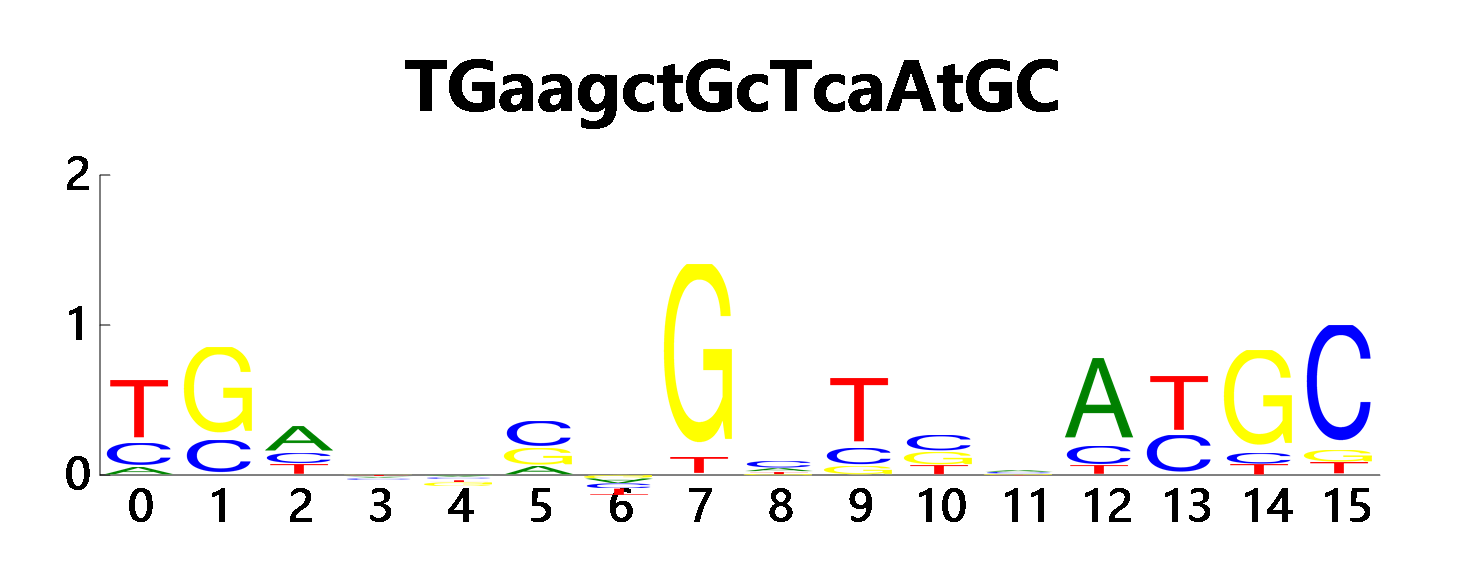 TGaagctGcTcaAtGC
2
1
0
T G A C G T C A T G C
C C C G T C G C C C C G
A T A T G T T T T
0 1 2 3 4 5 6 7 8 9 10 11 12 13 14 15